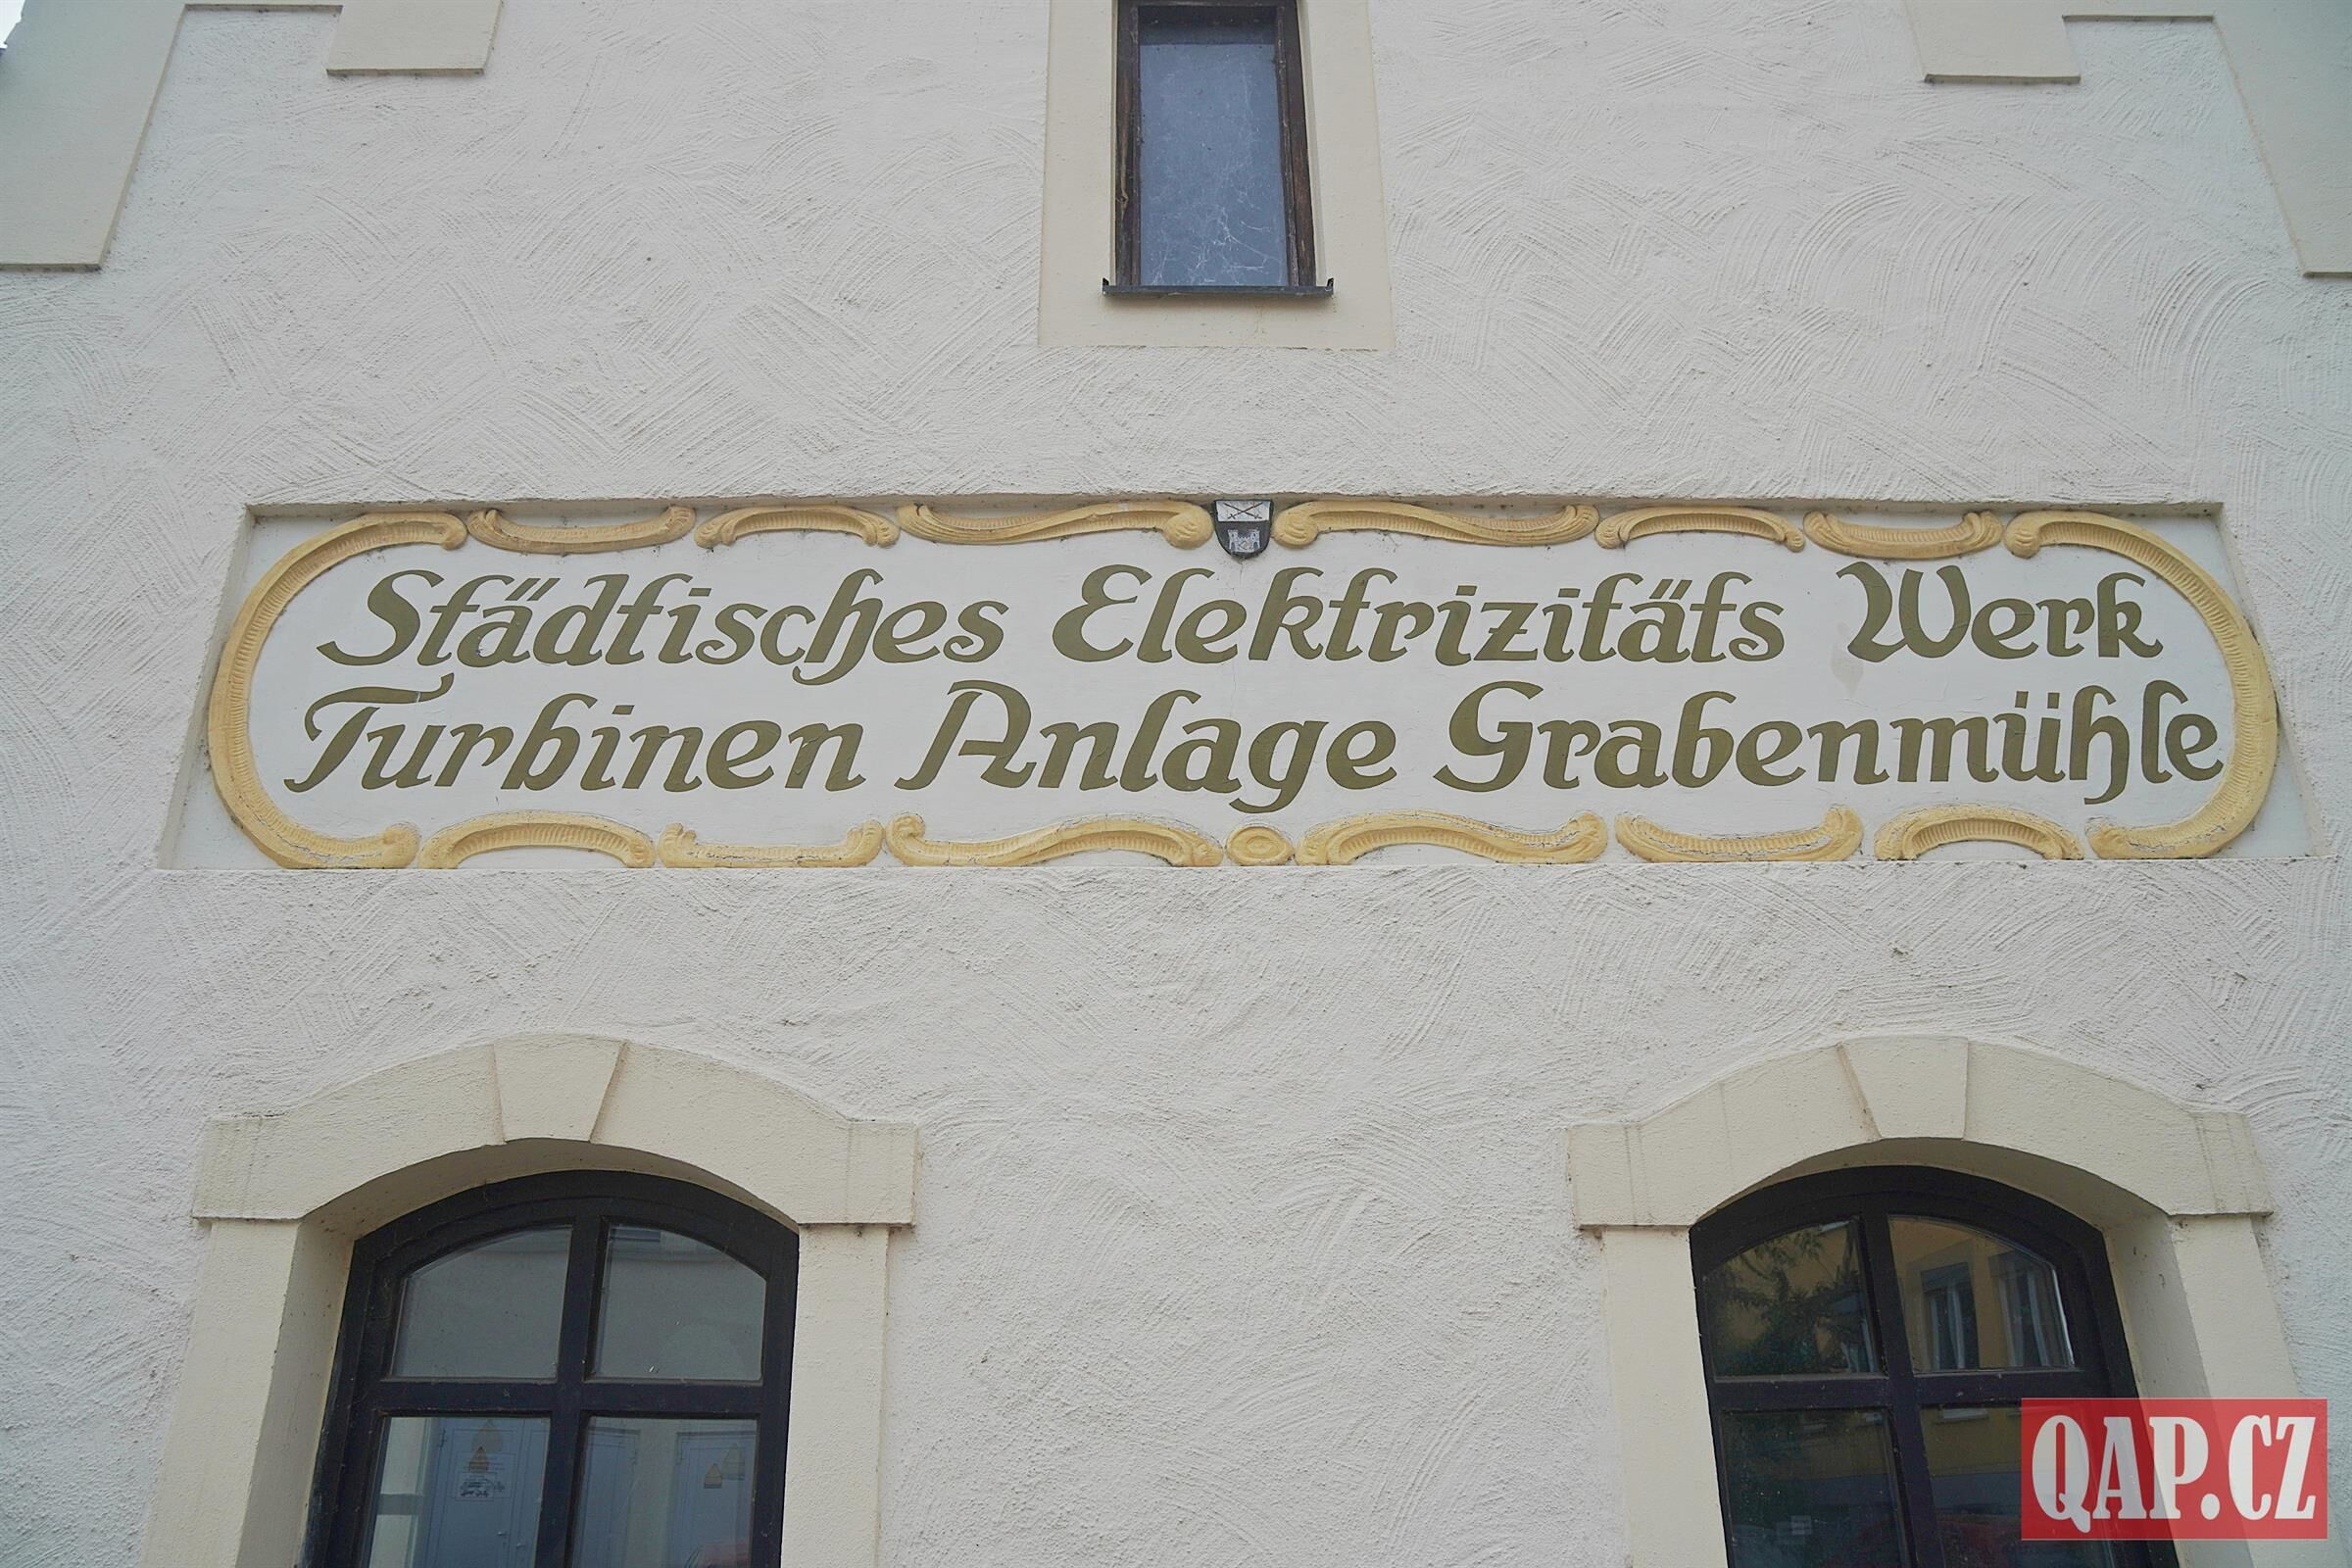 Städtisches Elektrizitäts Werk
Turbinen Anlage Grabenmühle
QAP.CZ